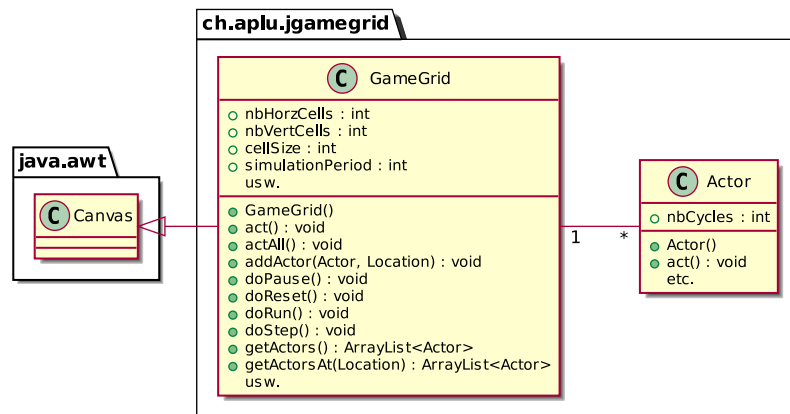 ch.aplu.jgamegrid
C GameGrid
nbHorzCells : int
nbVertCells : int
cellSize : int
simulationPeriod : int
usw.
GameGrid()
act() : void
actAll() : void
addActor(Actor, Location) : void
doPause() : void
doReset() : void
doRun() : void
doStep() : void
getActors() : ArrayList<Actor>
getActorsAt(Location) : ArrayList<Actor>
usw.
java.awt
C Canvas
1
*
C Actor
nbCycles : int
Actor()
act() : void
etc.